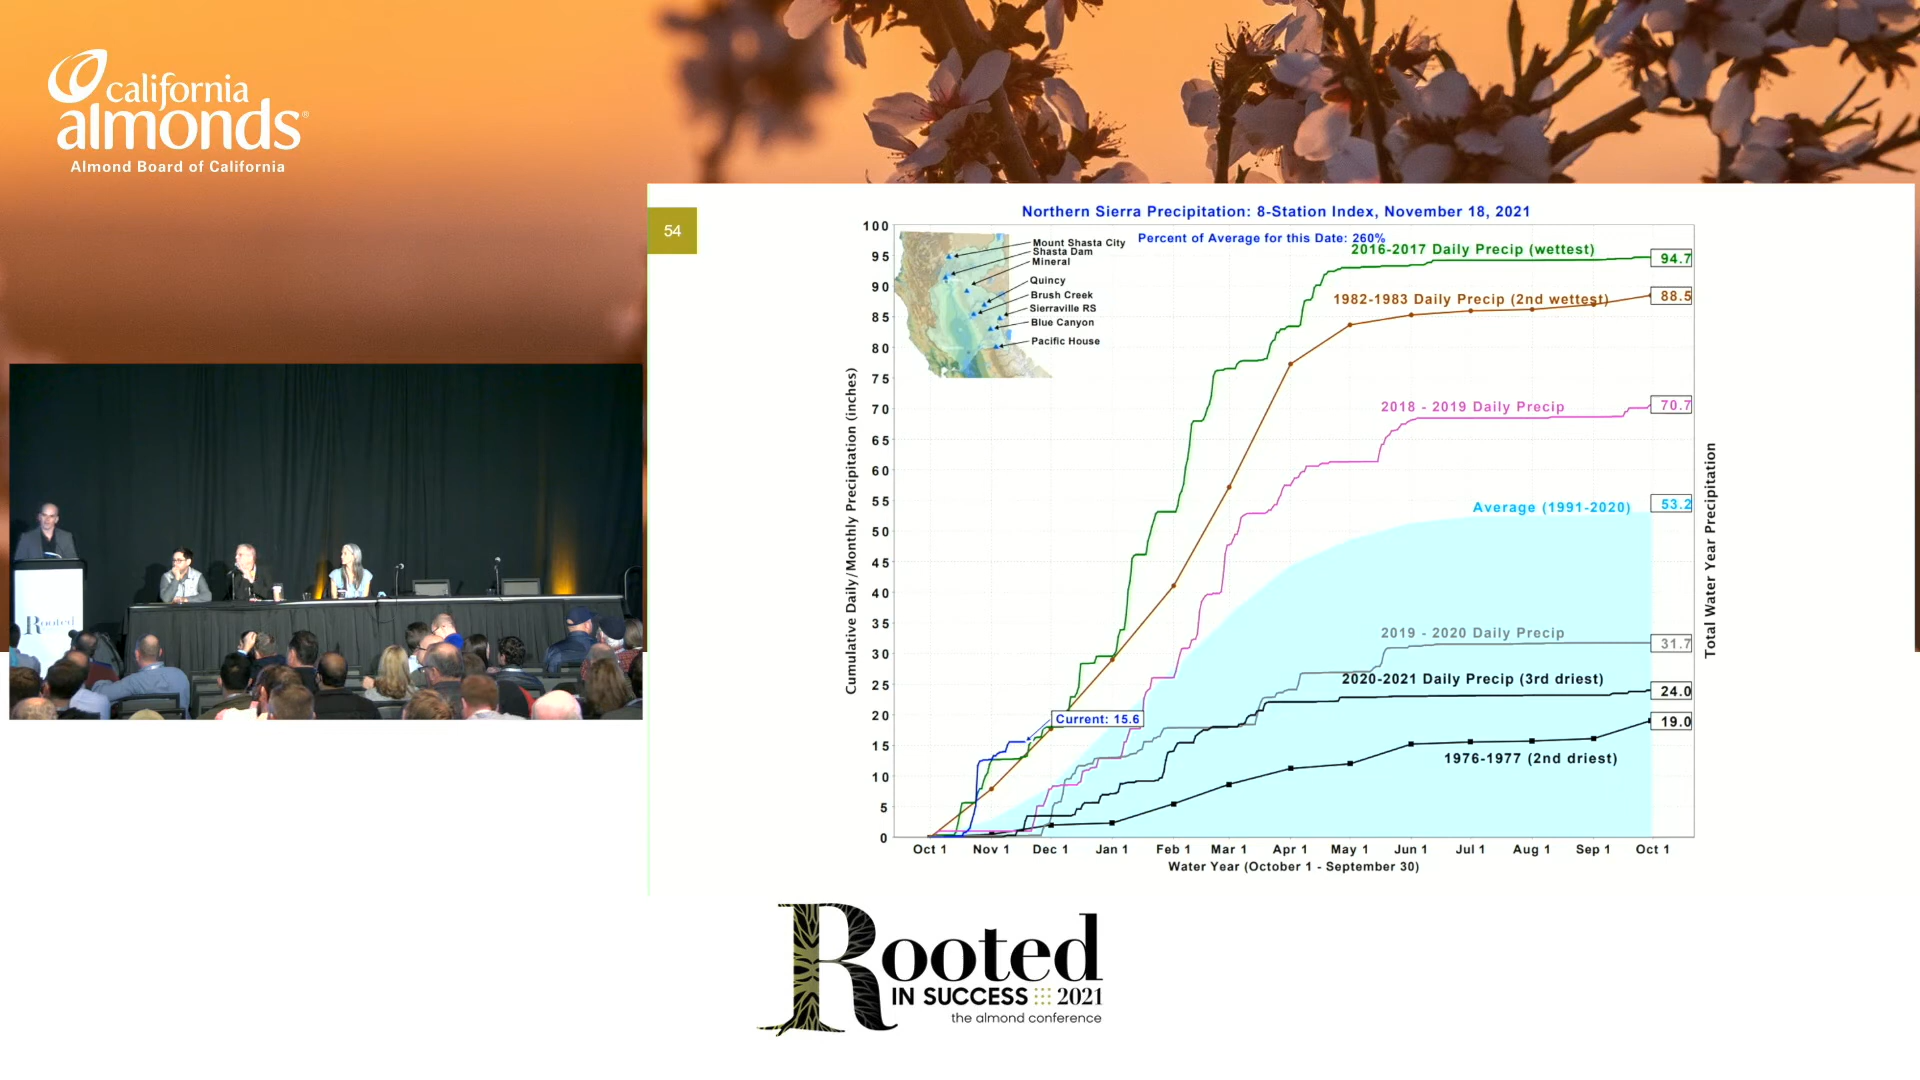 california
almonds®
Almond Board of California
54
Northern Sierra Precipitation: 8-Station Index, November 18, 2021
Percent of Average for this Date: 260%
Mount Shasta City
Shasta Dam
Mineral
Quincy
Brush Creek
Sierraville RS
Blue Canyon
Pacific House
2016-2017 Daily Precip (wettest)
94.7
1982-1983 Daily Precip (2nd wettest)
88.5
2018 - 2019 Daily Precip
70.7
Average (1991-2020)
53.2
2019 - 2020 Daily Precip
31.7
2020-2021 Daily Precip (3rd driest)
24.0
Current: 15.6
19.0
1976-1977 (2nd driest)
Cumulative Daily/Monthly Precipitation (inches)
100
95
90
85
80
75
70
65
60
55
50
45
40
35
30
25
20
15
10
5
0
Total Water Year Precipitation
Oct 1 Nov 1 Dec 1 Jan 1 Feb 1 Mar 1 Apr 1 May 1 Jun 1 Jul 1 Aug 1 Sep 1 Oct 1
Water Year (October 1 - September 30)
Rooted
Rooted
IN SUCCESS 2021
the almond conference